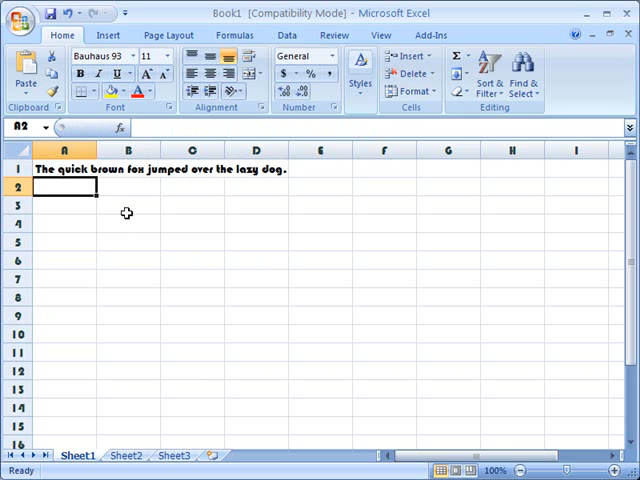 Book1 [Compatibility Mode] - Microsoft Excel
Home Insert Page Layout Formulas Data Review View Add-Ins
Paste
Clipboard
Bauhaus 93 11
B I U A A
A
Font
Alignment
General
$ % ,
Number
A
Styles
Insert
Delete
Format
Cells
Σ
Sort & Filter
Find & Select
Editing
A2 fx
A B C D E F G H I
1 The quick brown fox jumped over the lazy dog.
2
3
4
5
6
7
8
9
10
11
12
13
14
15
16
Sheet1 Sheet2 Sheet3
Ready 100%